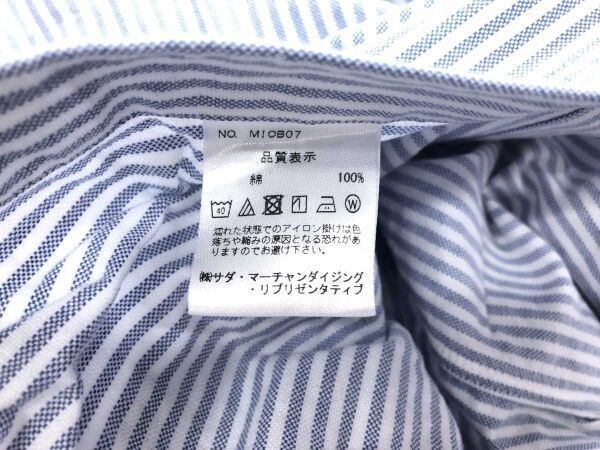 NO. MIOB07
品質表示
綿 100%
40 W
濡れた状態でのアイロン掛けは色
落ちや縮みの原因となる恐れがあ
りますのでお避け下さい。
㈱サダ・マーチャンダイジング
・リプリゼンタティブ